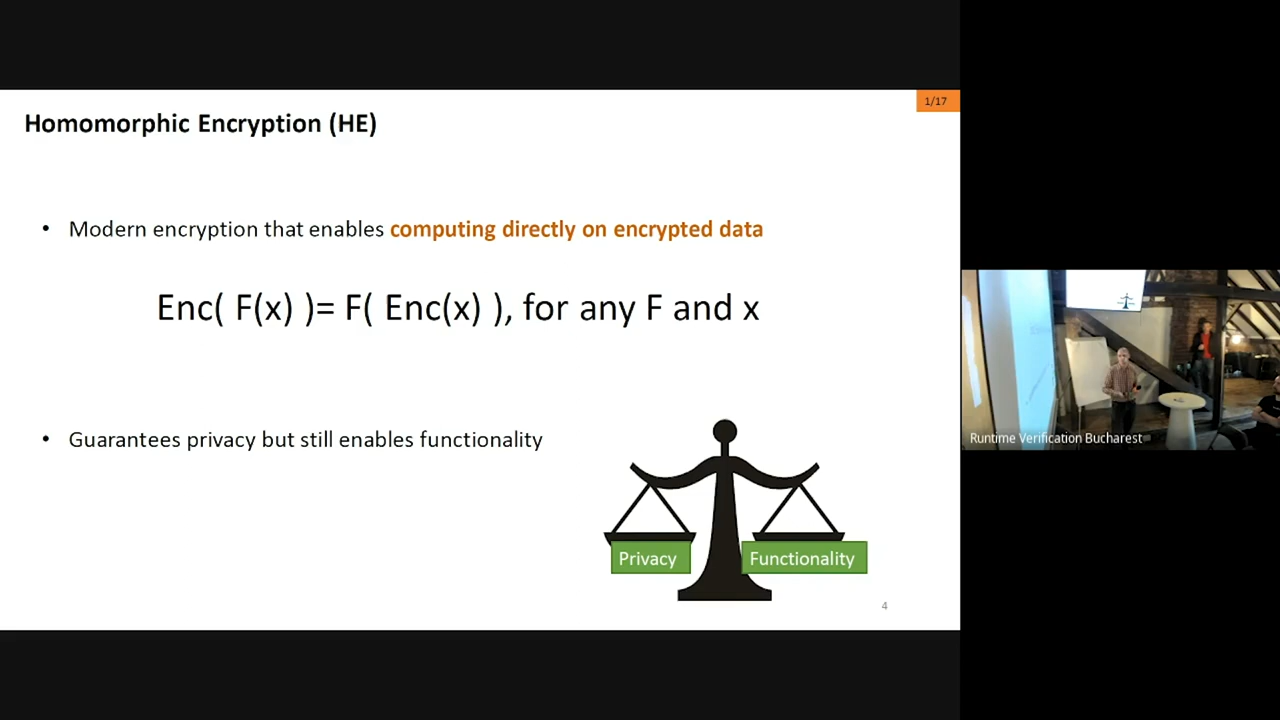 1/17
Homomorphic Encryption (HE)
• Modern encryption that enables computing directly on encrypted data
Enc( F(x) )= F( Enc(x) ), for any F and x
• Guarantees privacy but still enables functionality
Privacy
Functionality
4
Runtime Verification Bucharest